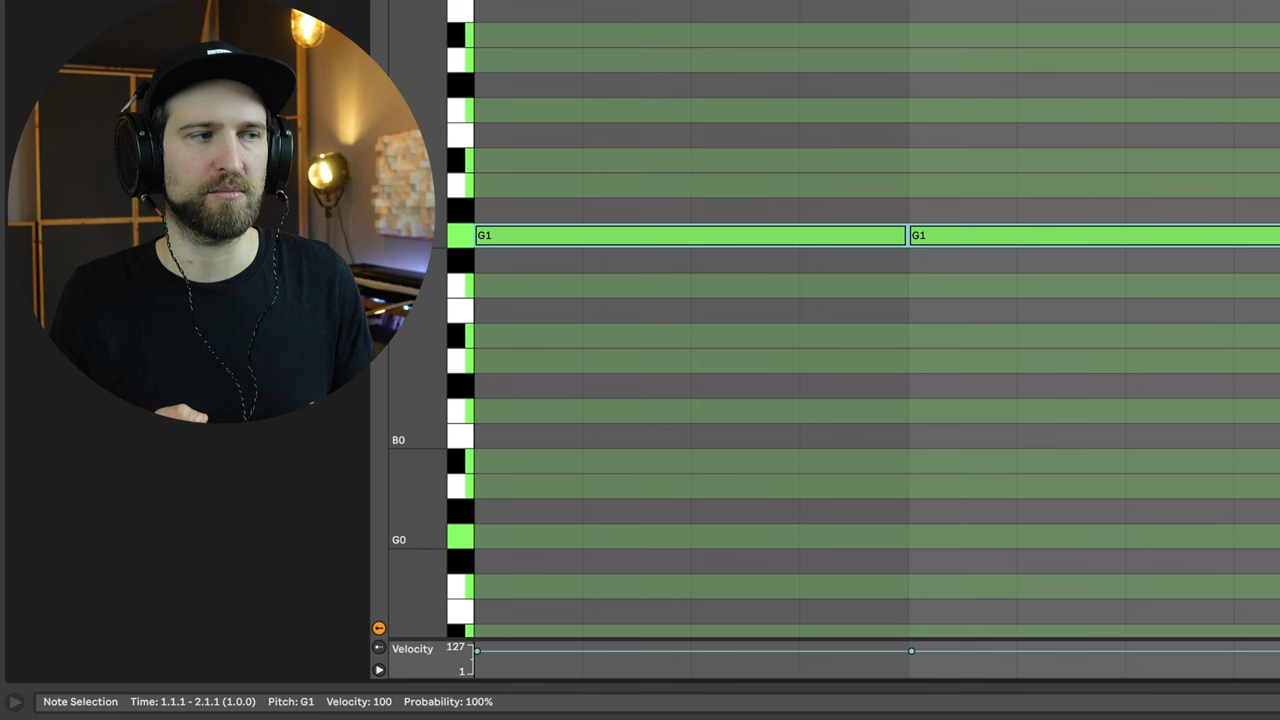 G1
G1
B0
G0
Velocity
127
1
Note Selection Time: 1.1.1 - 2.1.1 (1.0.0) Pitch: G1 Velocity: 100 Probability: 100%